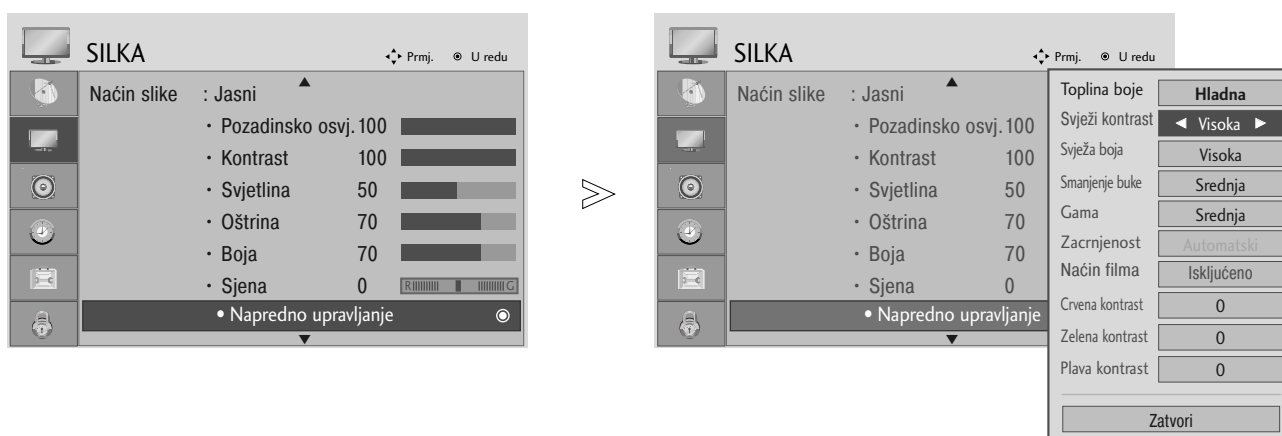 SILKA
Prmj. U redu
Naćin slike : Jasni
• Pozadinsko osvj. 100
• Kontrast 100
• Svjetlina 50
• Oštrina 70
• Boja 70
• Sjena 0 R G
• Napredno upravljanje
SILKA
Prmj. U redu
Naćin slike : Jasni
• Pozadinsko osvj. 100
• Kontrast 100
• Svjetlina 50
• Oštrina 70
• Boja 70
• Sjena 0
• Napredno upravljanje
Toplina boje Hladna
Svježi kontrast ◄ Visoka ►
Svježa boja Visoka
Smanjenje buke Srednja
Gama Srednja
Zacrnjenost Automatski
Naćin filma Isključeno
Crvena kontrast 0
Zelena kontrast 0
Plava kontrast 0
Zatvori